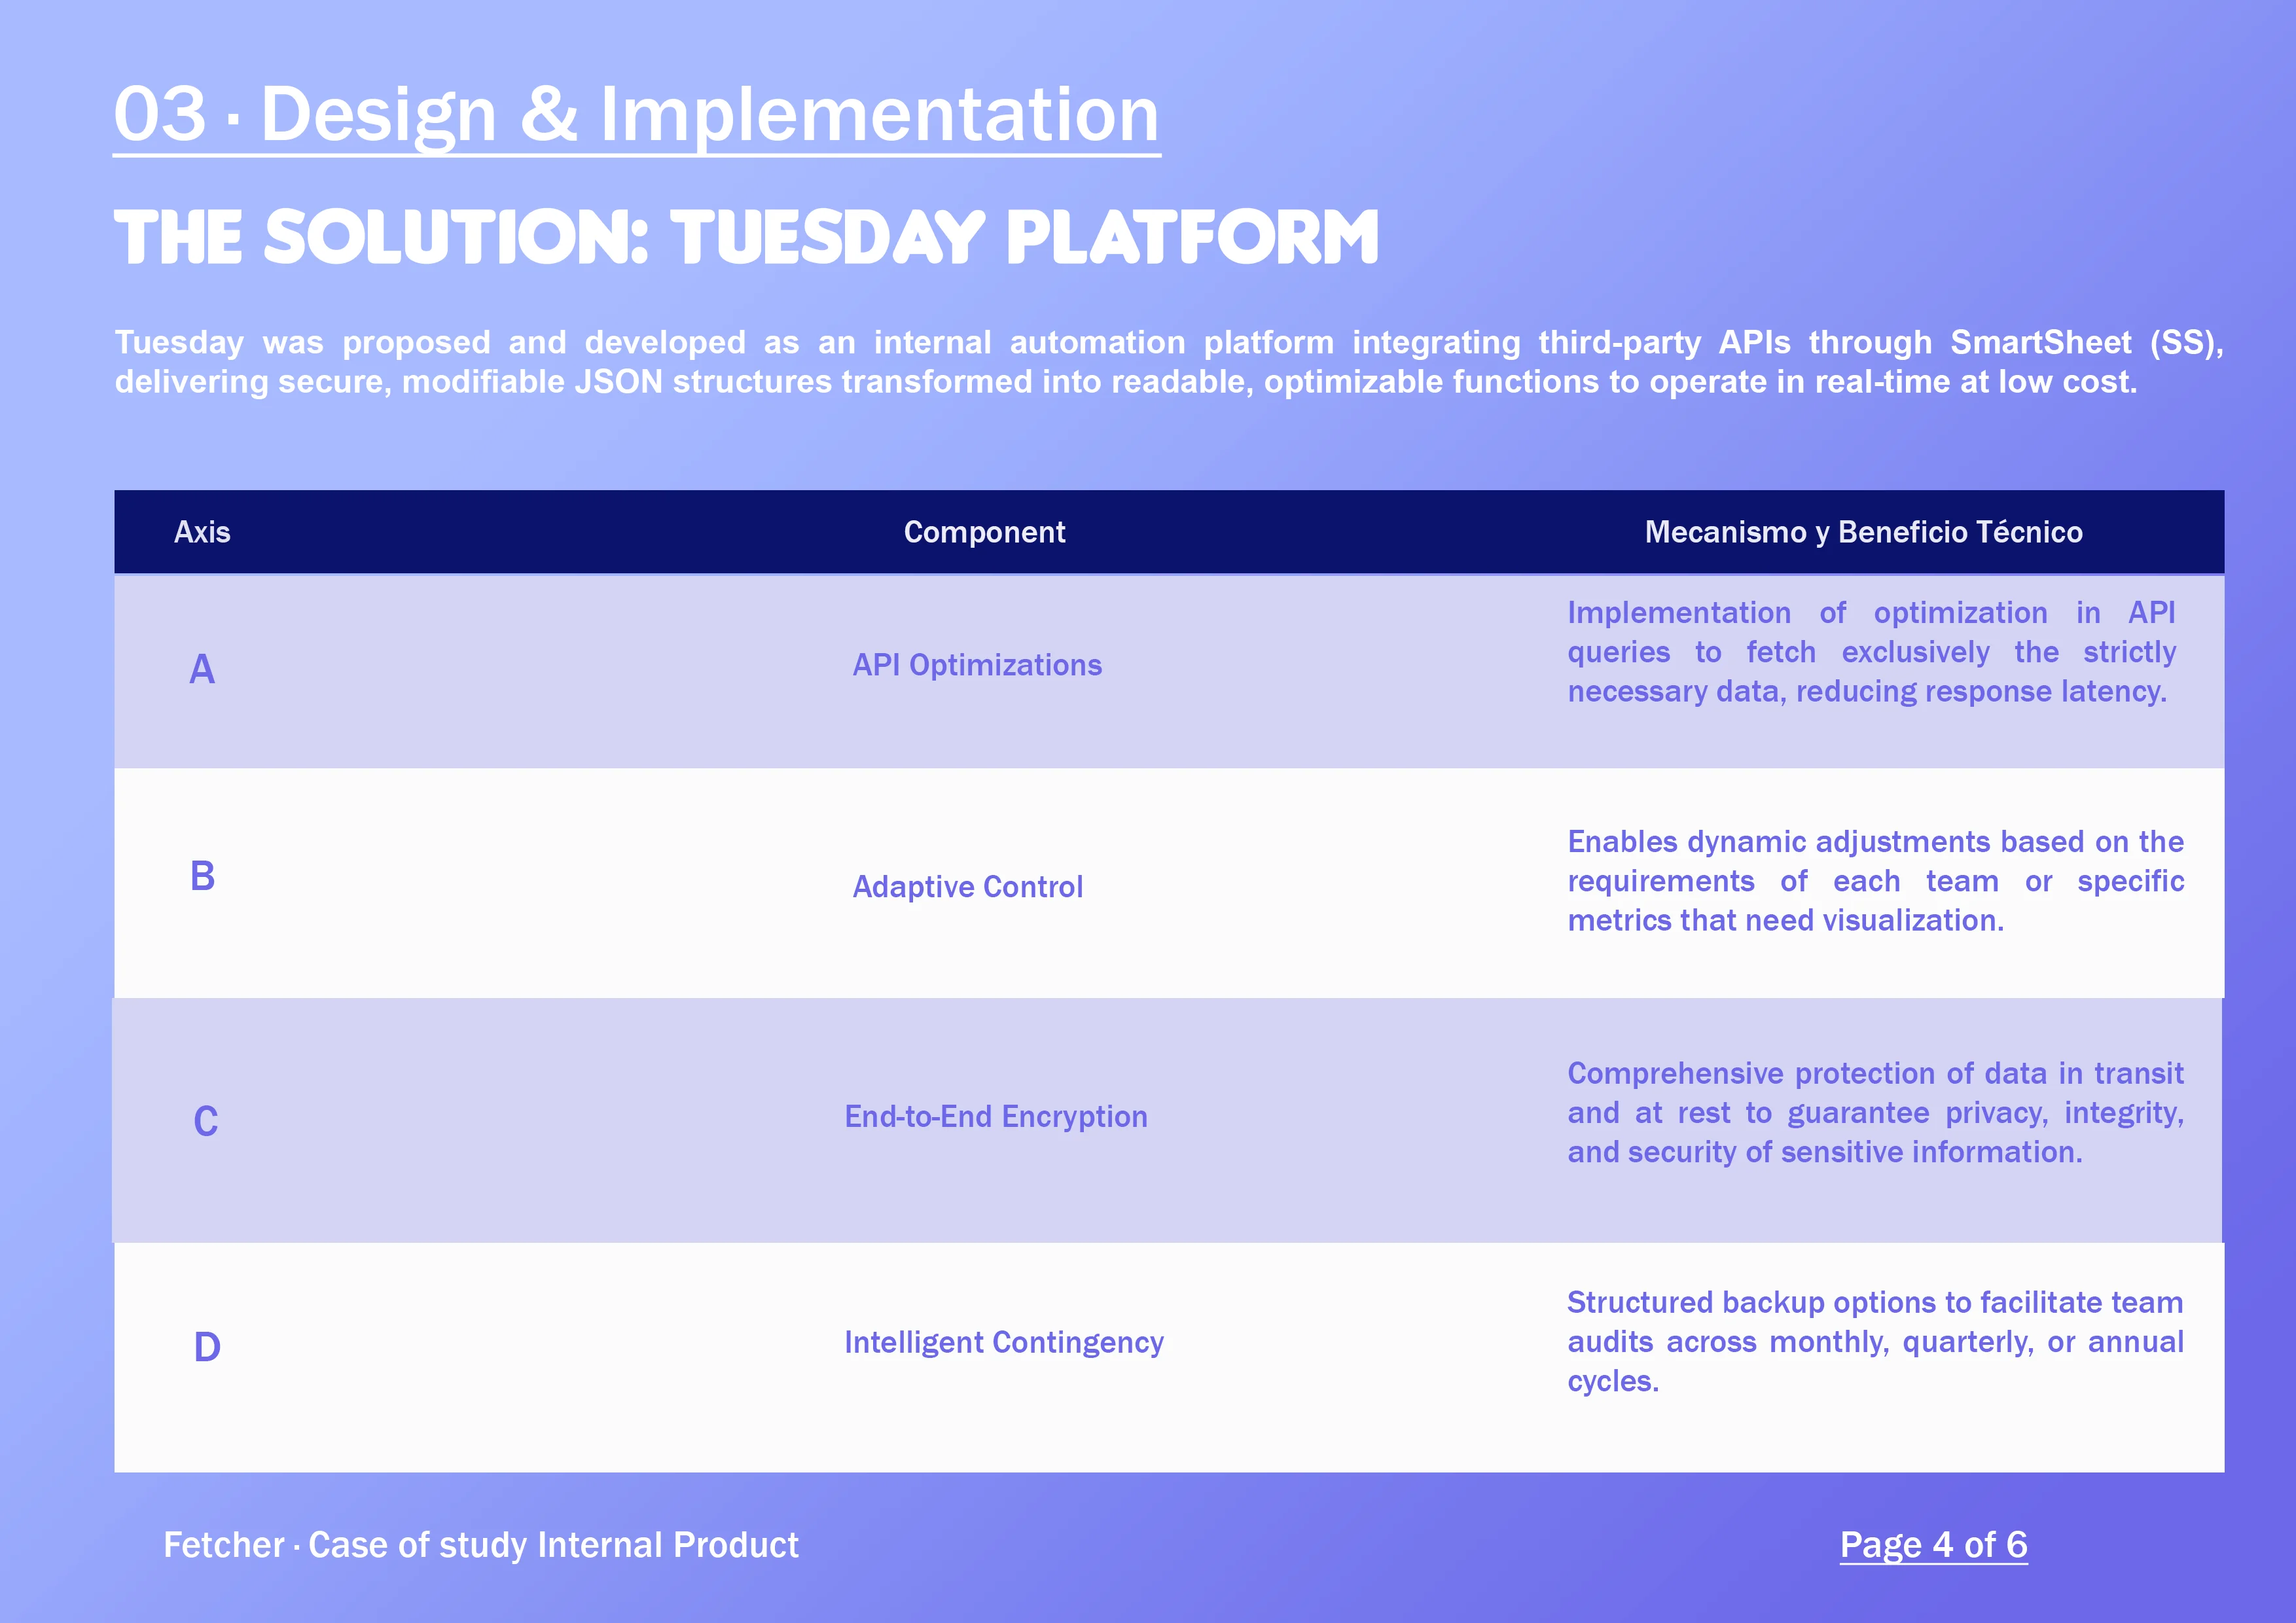 03 · Design & Implementation
THE SOLUTION: TUESDAY PLATFORM
Tuesday was proposed and developed as an internal automation platform integrating third-party APIs through SmartSheet (SS),
delivering secure, modifiable JSON structures transformed into readable, optimizable functions to operate in real-time at low cost.
Axis Component Mecanismo y Beneficio Técnico
A
API Optimizations
Implementation of optimization in API
queries to fetch exclusively the strictly
necessary data, reducing response latency.
B
Adaptive Control
Enables dynamic adjustments based on the
requirements of each team or specific
metrics that need visualization.
C
End-to-End Encryption
Comprehensive protection of data in transit
and at rest to guarantee privacy, integrity,
and security of sensitive information.
D
Intelligent Contingency
Structured backup options to facilitate team
audits across monthly, quarterly, or annual
cycles.
Fetcher · Case of study Internal Product
Page 4 of 6